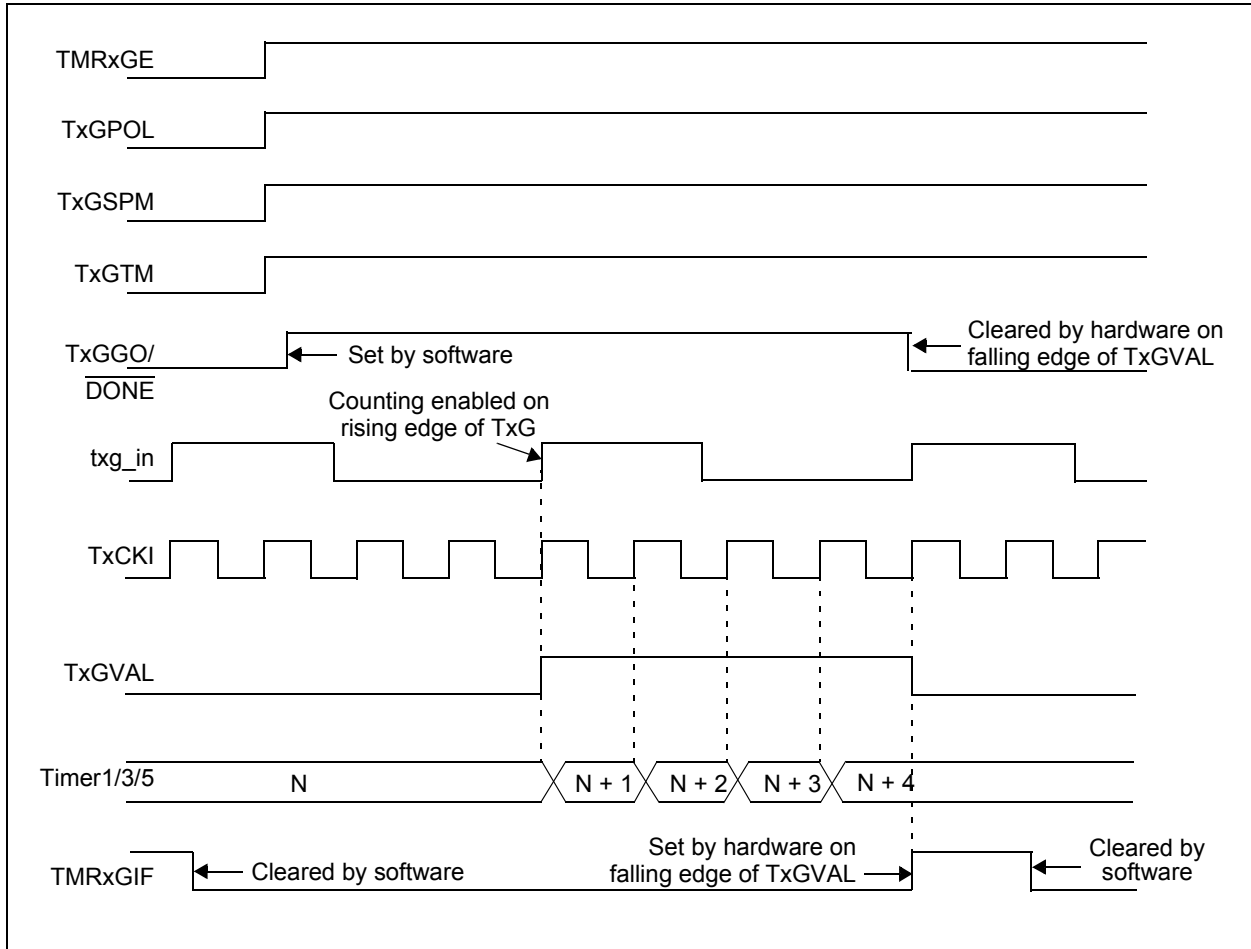 TMRxGE
TxGPOL
TxGSPM
TxGTM
TxGGO/
DONE
Set by software
Cleared by hardware on
falling edge of TxGVAL
Counting enabled on
rising edge of TxG
txg_in
TxCKI
TxGVAL
Timer1/3/5
N
N + 1
N + 2
N + 3
N + 4
TMRxGIF
Cleared by software
Set by hardware on
falling edge of TxGVAL
Cleared by
software